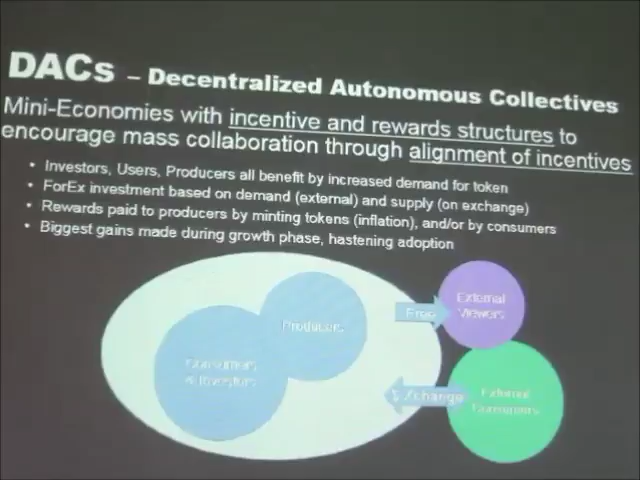 DACs – Decentralized Autonomous Collectives
Mini-Economies with incentive and rewards structures to
encourage mass collaboration through alignment of incentives
• Investors, Users, Producers all benefit by increased demand for token
• ForEx investment based on demand (external) and supply (on exchange)
• Rewards paid to producers by minting tokens (inflation), and/or by consumers
• Biggest gains made during growth phase, hastening adoption
Producers
Consumers
& Investors
Free
External
Viewers
$ Xchange
External
Consumers